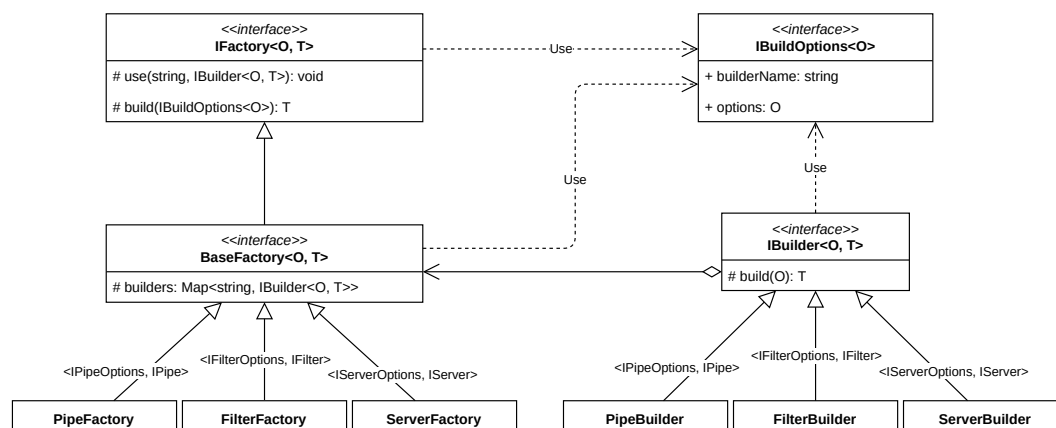 <<interface>>
IFactory<O, T>
# use(string, IBuilder<O, T>): void
# build(IBuildOptions<O>): T
Use
<<interface>>
IBuildOptions<O>
+ builderName: string
+ options: O
Use
Use
<<interface>>
BaseFactory<O, T>
# builders: Map<string, IBuilder<O, T>>
<<interface>>
IBuilder<O, T>
# build(O): T
<IPipeOptions, IPipe>
<IFilterOptions, IFilter>
<IServerOptions, IServer>
<IPipeOptions, IPipe>
<IFilterOptions, IFilter>
<IServerOptions, IServer>
PipeFactory
FilterFactory
ServerFactory
PipeBuilder
FilterBuilder
ServerBuilder